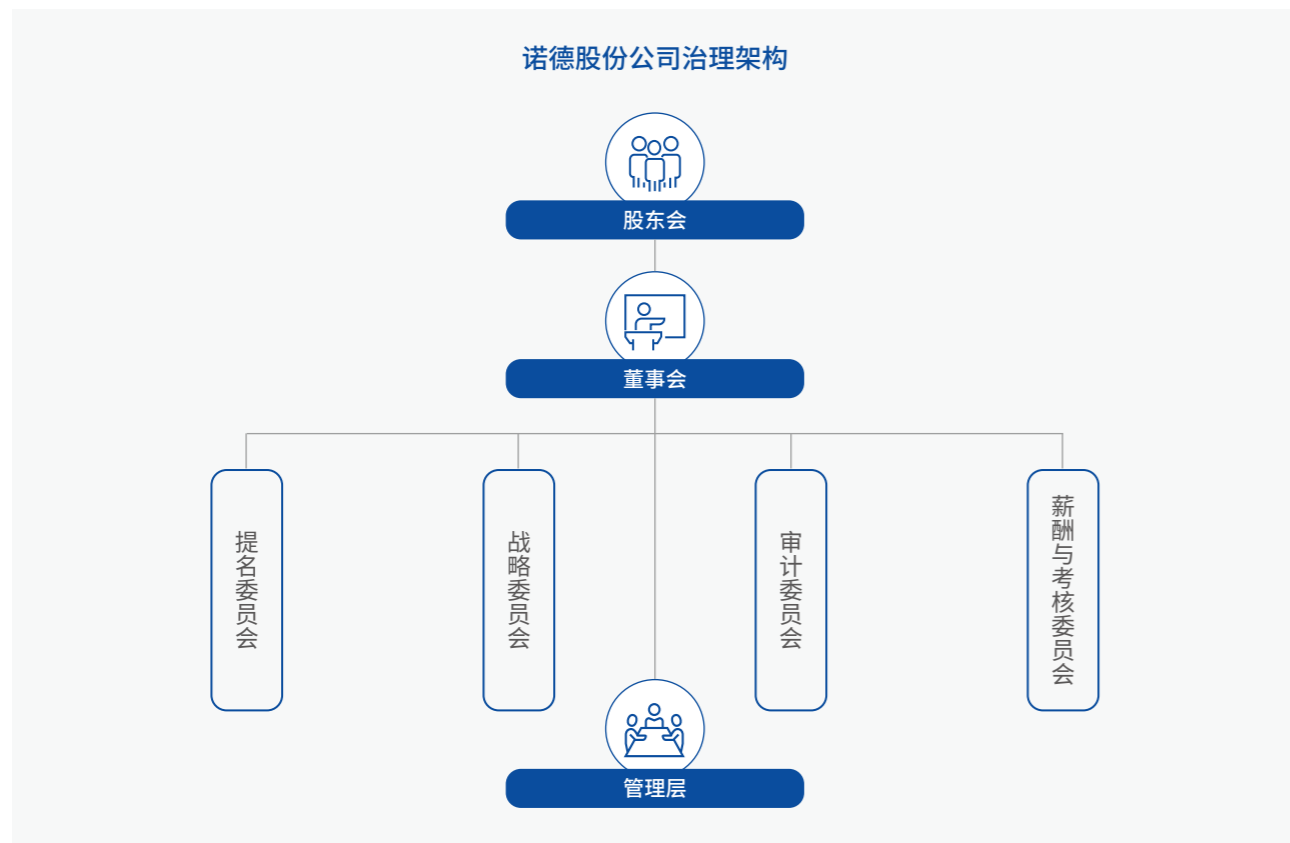 诺德股份公司治理架构
股东会
董事会
提名委员会
战略委员会
审计委员会
薪酬与考核委员会
管理层